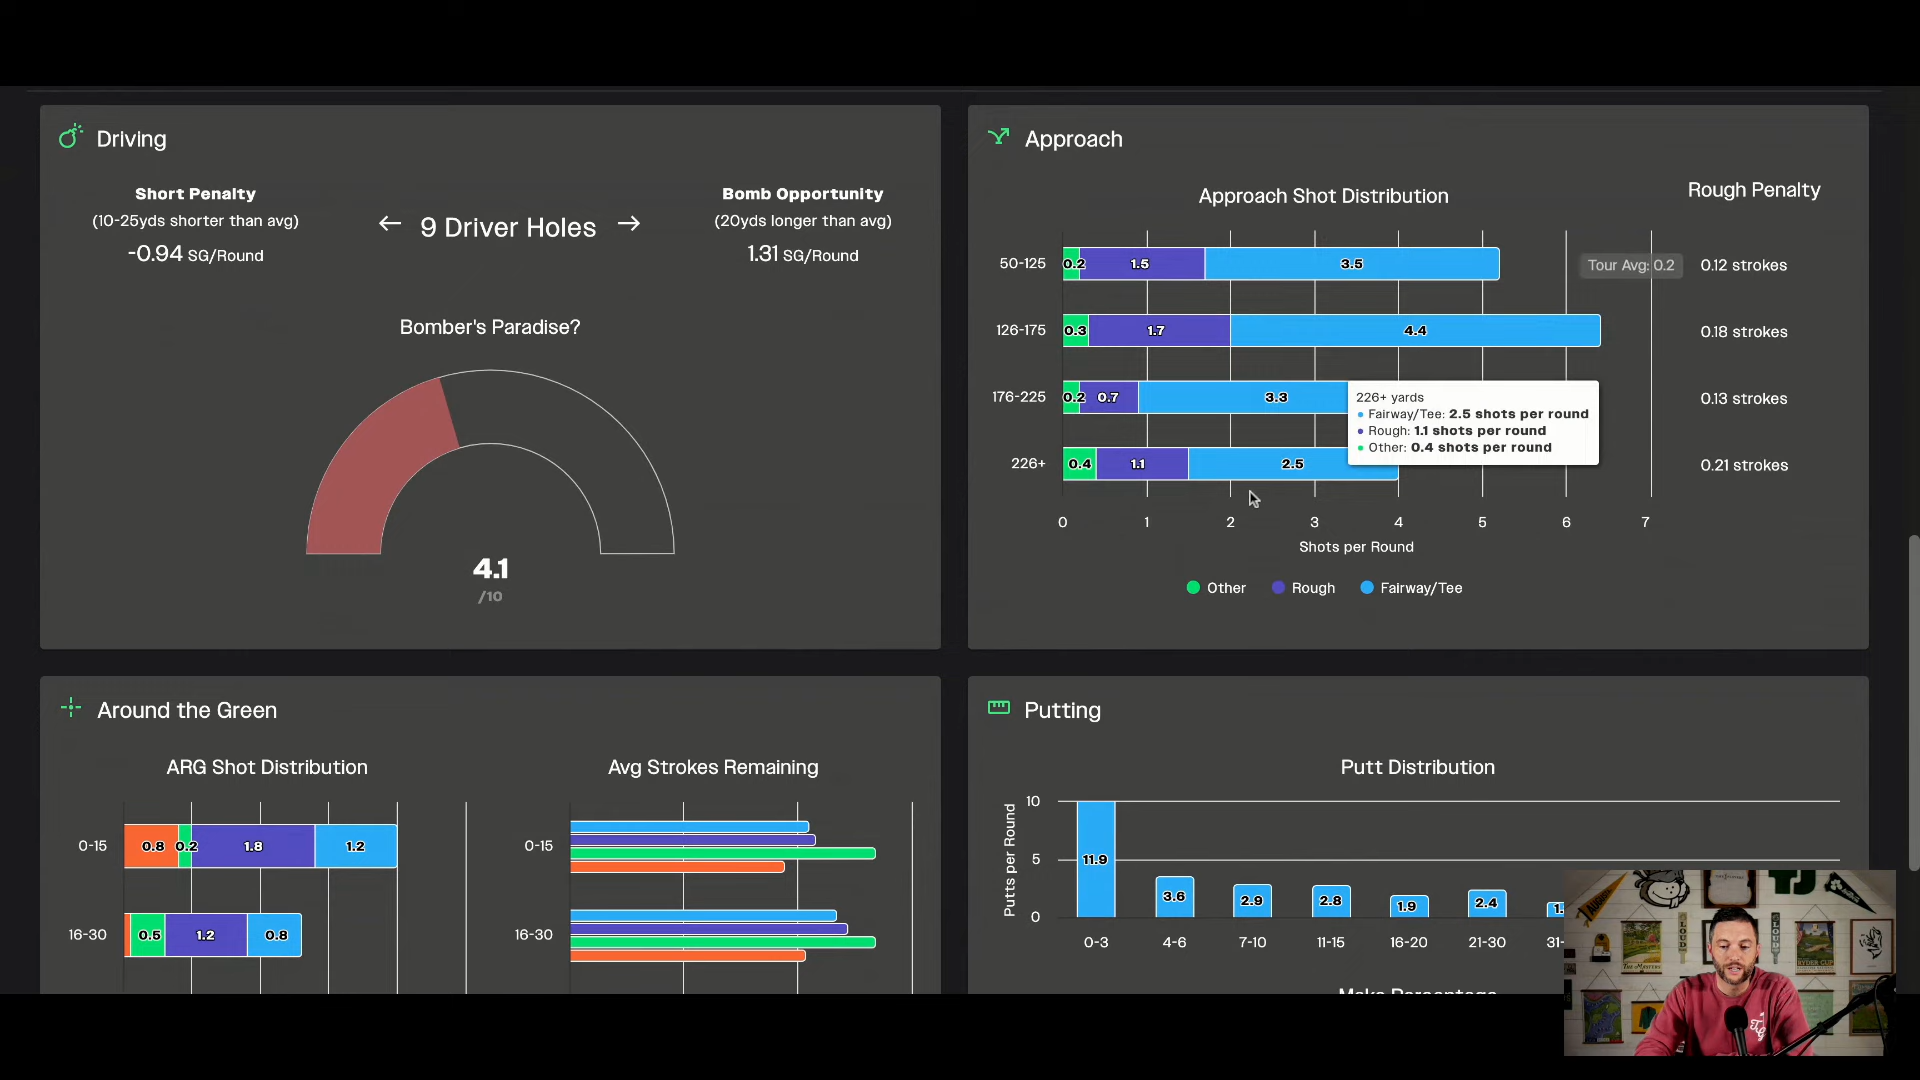 Driving
Short Penalty
(10-25yds shorter than avg)
-0.94 SG/Round
← 9 Driver Holes →
Bomb Opportunity
(20yds longer than avg)
1.31 SG/Round
Bomber's Paradise?
4.1
/10
Approach
Approach Shot Distribution
Rough Penalty
50-125
0.2
1.5
3.5
Tour Avg: 0.2
0.12 strokes
126-175
0.3
1.7
4.4
0.18 strokes
176-225
0.2
0.7
3.3
0.13 strokes
226+ yards
Fairway/Tee: 2.5 shots per round
Rough: 1.1 shots per round
Other: 0.4 shots per round
226+
0.4
1.1
2.5
0.21 strokes
0 1 2 3 4 5 6 7
Shots per Round
Other Rough Fairway/Tee
Around the Green
ARG Shot Distribution
0-15
0.8
0.2
1.8
1.2
16-30
0.5
1.2
0.8
Avg Strokes Remaining
0-15
16-30
Putting
Putt Distribution
Putts per Round
10
5
0
11.9
3.6
2.9
2.8
1.9
2.4
1.
0-3 4-6 7-10 11-15 16-20 21-30 31-
Make Percentage